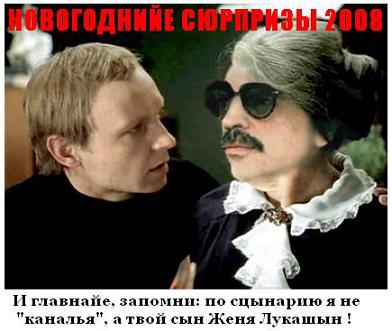 НОВОГОДНИЙЕ СЮРПРИЗЫ 2008
И главнайе, запомни: по сцынарию я не
"каналья", а твой сын Женя Лукашын !